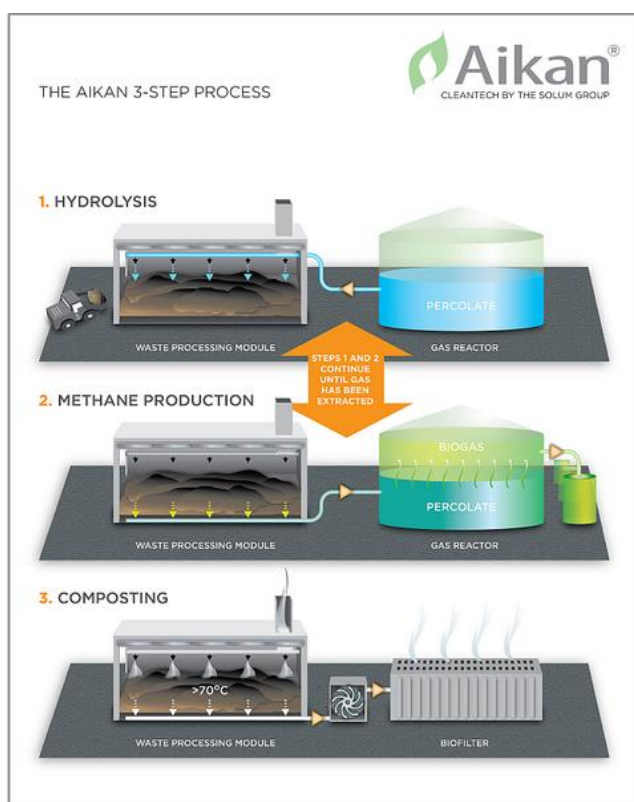 Aikan®
CLEANTECH BY THE SOLUM GROUP
THE AIKAN 3-STEP PROCESS
1. HYDROLYSIS
PERCOLATE
WASTE PROCESSING MODULE
GAS REACTOR
STEPS 1 AND 2
CONTINUE
UNTIL GAS
HAS BEEN
EXTRACTED
2. METHANE PRODUCTION
BIOGAS
PERCOLATE
WASTE PROCESSING MODULE
GAS REACTOR
3. COMPOSTING
>70°C
WASTE PROCESSING MODULE
BIOFILTER